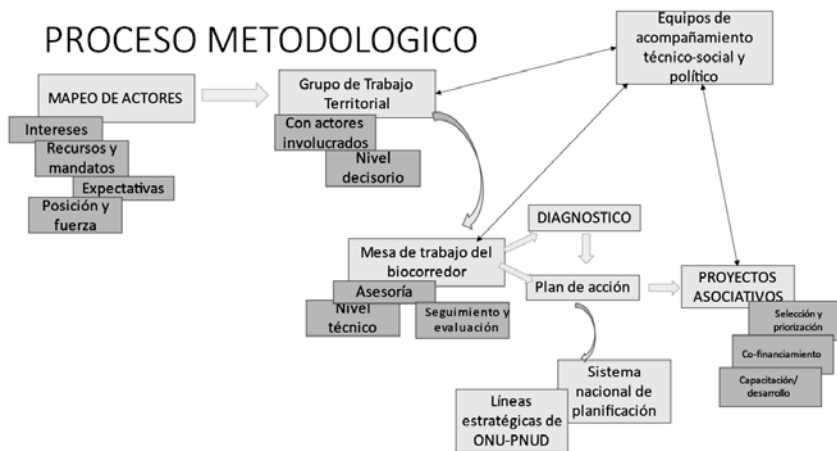 PROCESO METODOLOGICO
Equipos de
acompañamiento
técnico-social y
político
MAPEO DE ACTORES
Intereses
Recursos y
mandatos
Expectativas
Posición y
fuerza
Grupo de Trabajo
Territorial
Con actores
involucrados
Nivel
decisorio
Mesa de trabajo del
biocorredor
Asesoría
Nivel
técnico
Seguimiento y
evaluación
DIAGNOSTICO
Plan de acción
PROYECTOS
ASOCIATIVOS
Selección y
priorización
Co-financiamiento
Capacitación/
desarrollo
Sistema
nacional de
planificación
Líneas
estratégicas de
ONU-PNUD